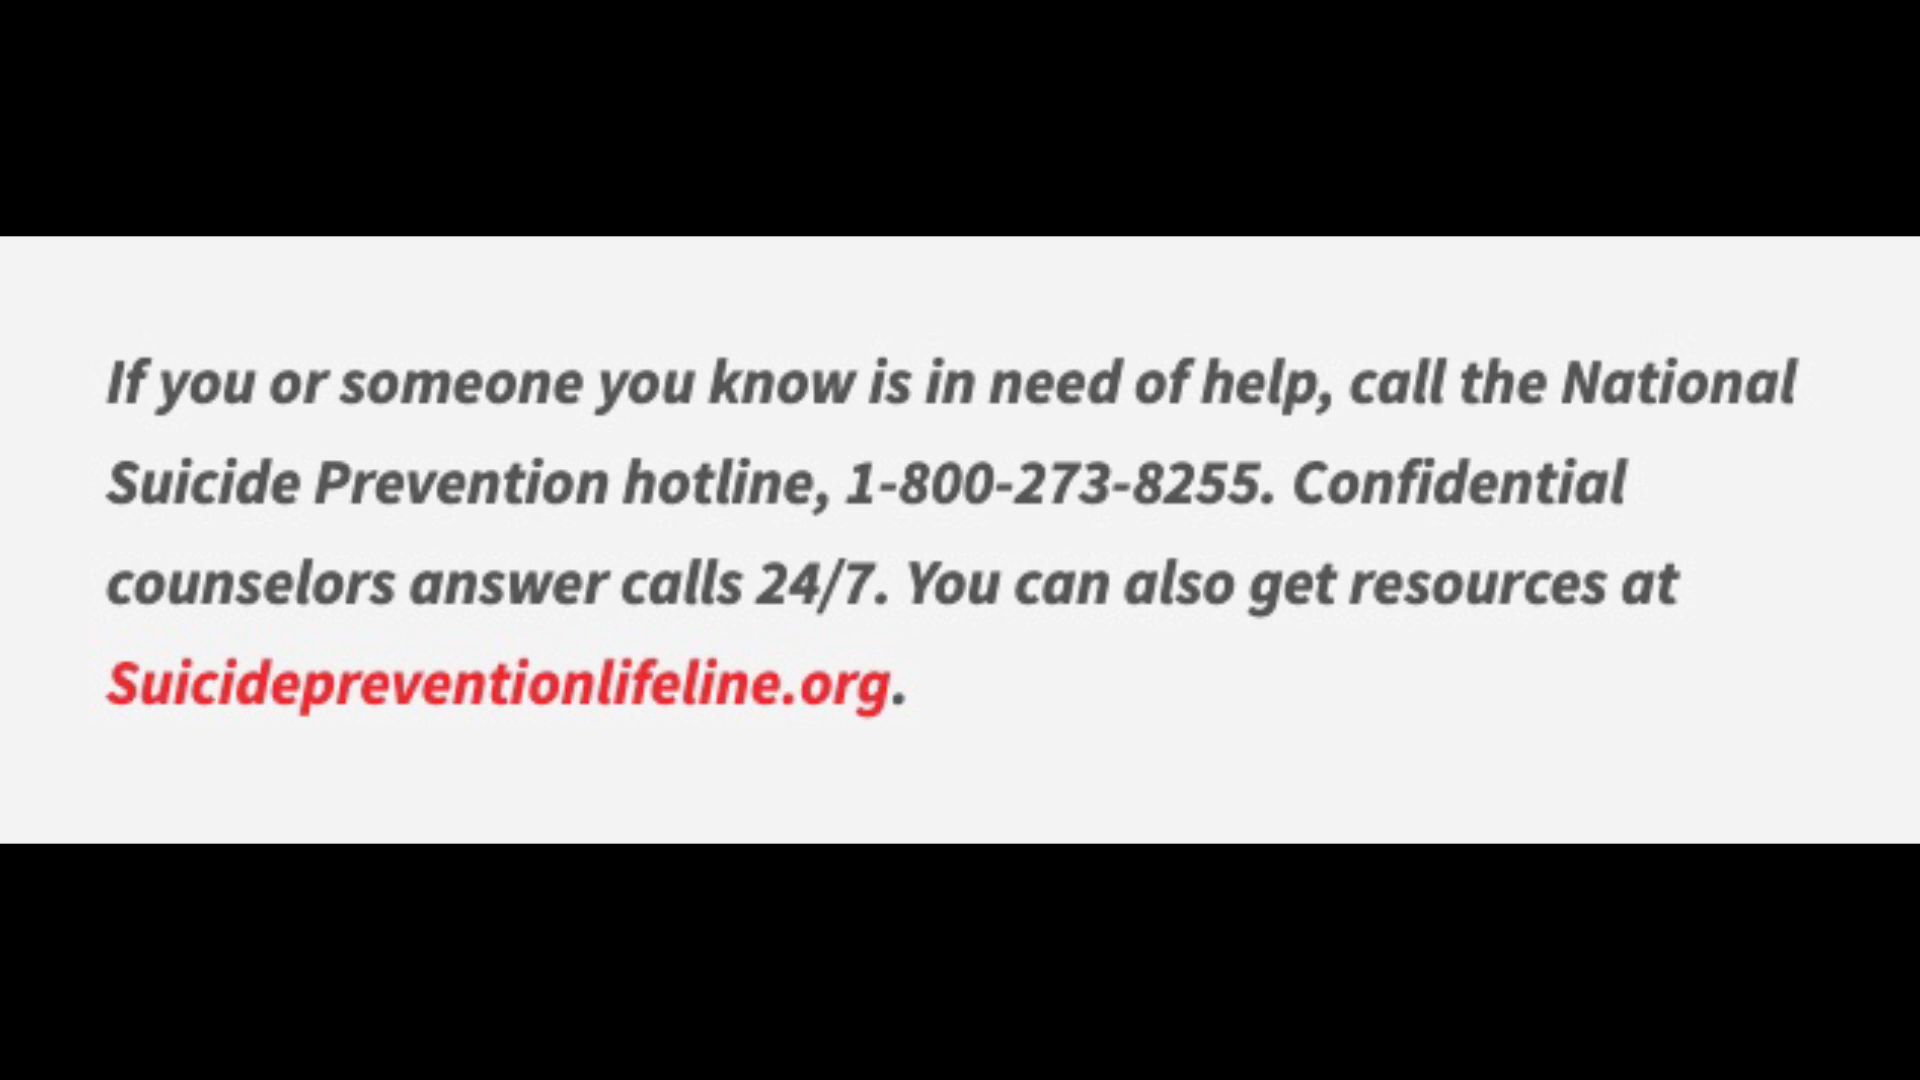 If you or someone you know is in need of help, call the National
Suicide Prevention hotline, 1-800-273-8255. Confidential
counselors answer calls 24/7. You can also get resources at
Suicidepreventionlifeline.org.